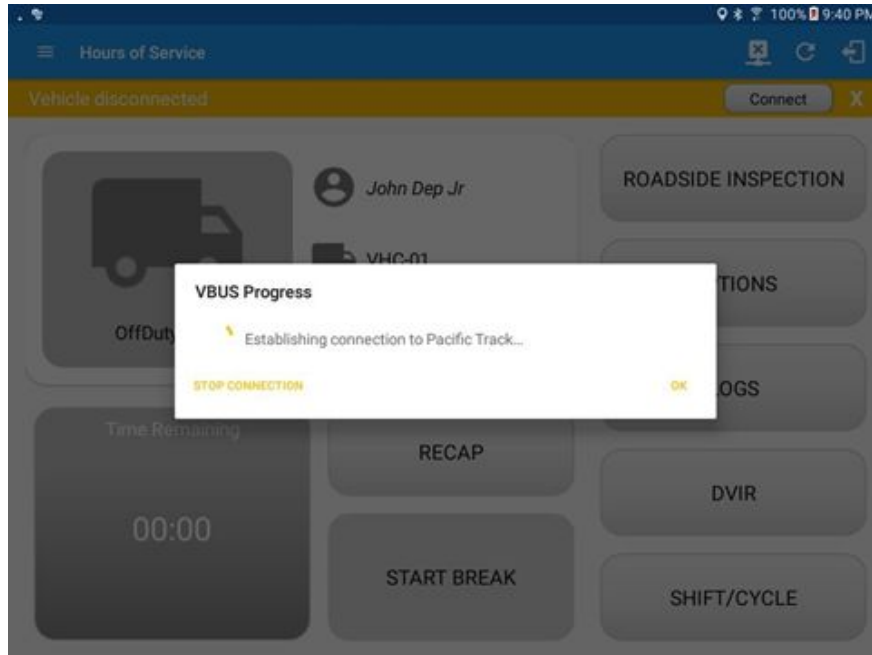 100% 9:40 PM
Hours of Service
Vehicle disconnected
Connect
X
John Dep Jr
VHC-01
OffDuty
ROADSIDE INSPECTION
TIONS
VBUS Progress
Establishing connection to Pacific Track...
STOP CONNECTION
OK
LOGS
Time Remaining
00:00
RECAP
START BREAK
DVIR
SHIFT/CYCLE